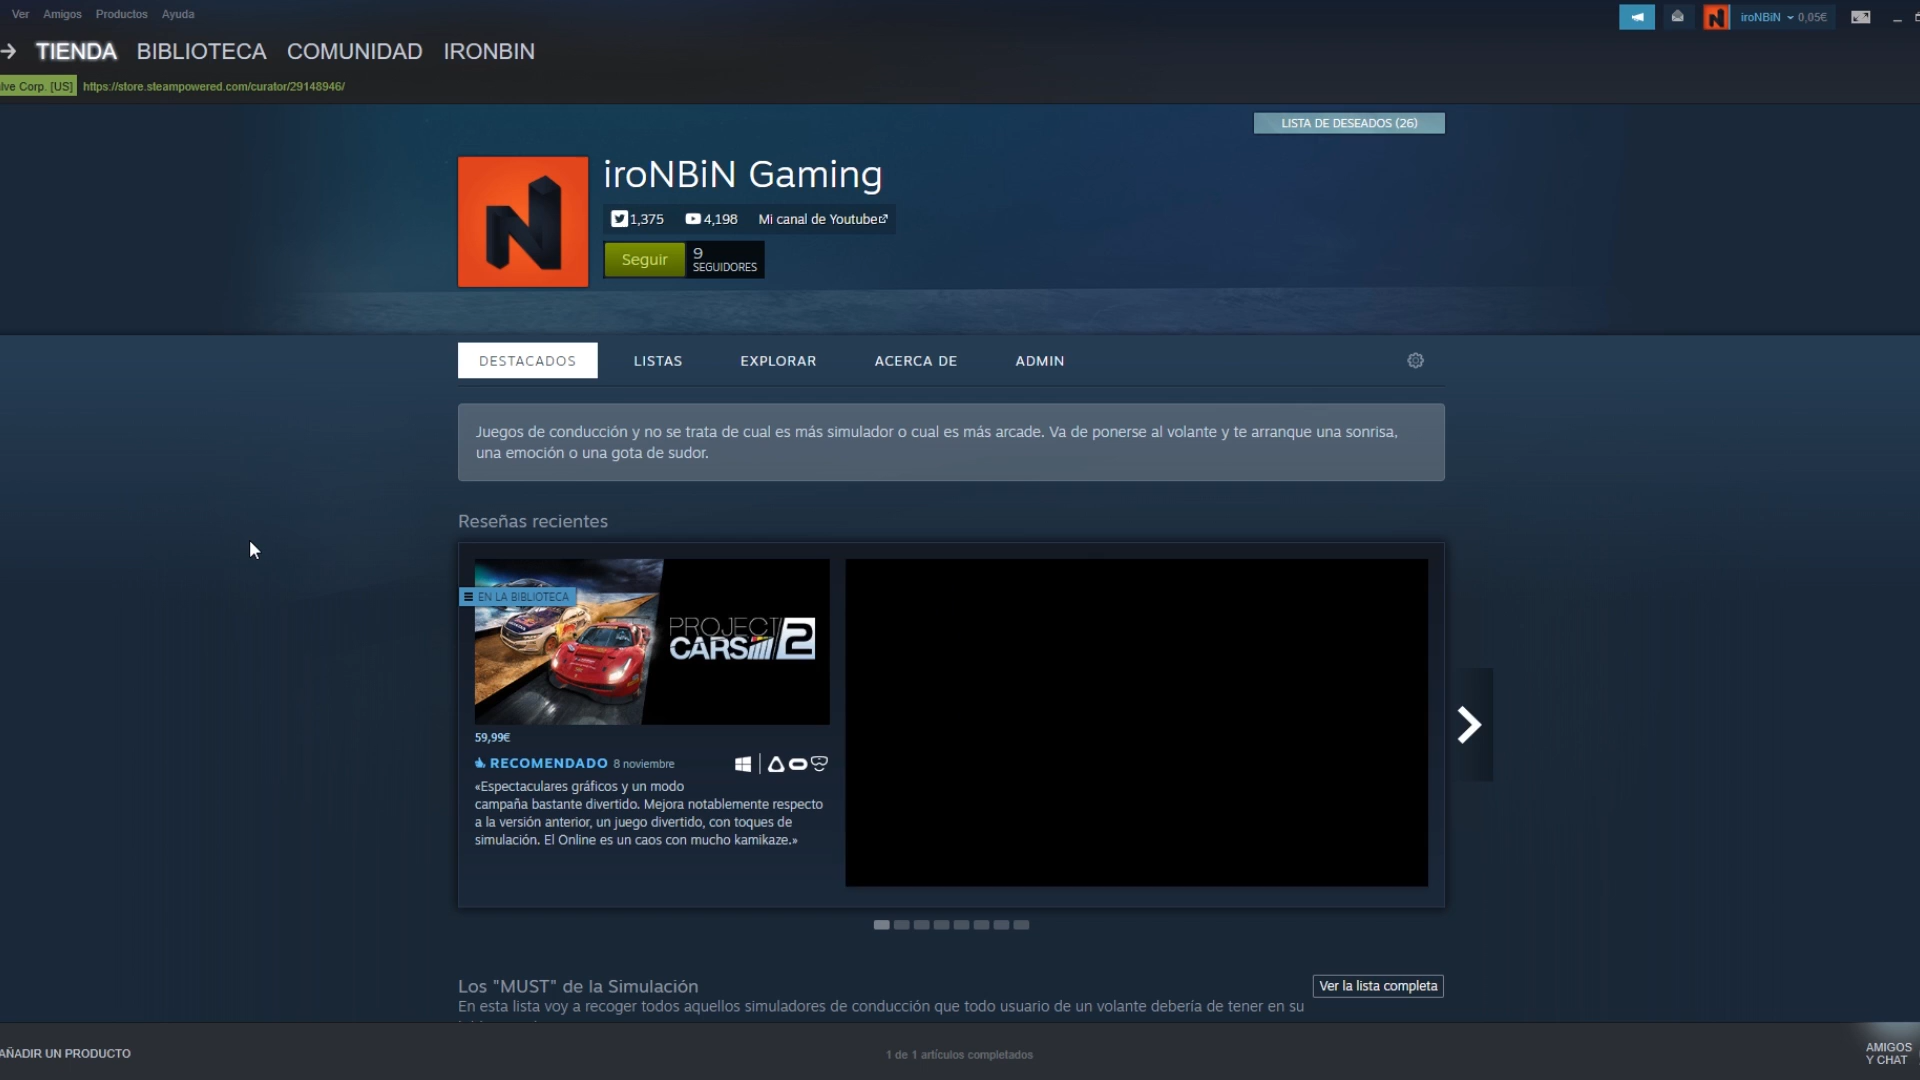 Ver Amigos Productos Ayuda
iroNBiN 0,05€
TIENDA BIBLIOTECA COMUNIDAD IRONBIN
lve Corp. [US] https://store.steampowered.com/curator/29148946/
LISTA DE DESEADOS (26)
iroNBiN Gaming
1,375 4,198 Mi canal de Youtube
Seguir 9 SEGUIDORES
DESTACADOS LISTAS EXPLORAR ACERCA DE ADMIN
Juegos de conducción y no se trata de cual es más simulador o cual es más arcade. Va de ponerse al volante y te arranque una sonrisa,
una emoción o una gota de sudor.
Reseñas recientes
EN LA BIBLIOTECA
PROJECT
CARS 2
59,99€
RECOMENDADO 8 noviembre
«Espectaculares gráficos y un modo
campaña bastante divertido. Mejora notablemente respecto
a la versión anterior, un juego divertido, con toques de
simulación. El Online es un caos con mucho kamikaze.»
Los "MUST" de la Simulación
Ver la lista completa
En esta lista voy a recoger todos aquellos simuladores de conducción que todo usuario de un volante debería de tener en su
AÑADIR UN PRODUCTO
1 de 1 artículos completados
AMIGOS
Y CHAT